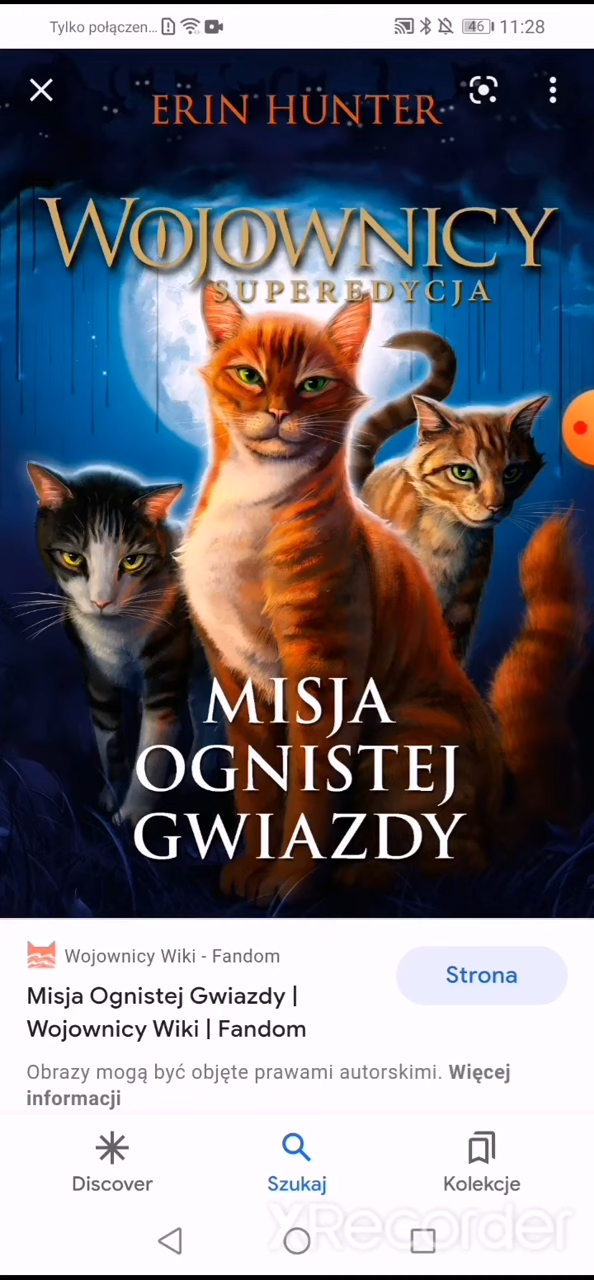 Tylko połączen... 46 11:28
ERIN HUNTER
WOJOWNICY
SUPEREDYCJA
MISJA
OGNISTEJ
GWIAZDY
Wojownicy Wiki - Fandom
Strona
Misja Ognistej Gwiazdy |
Wojownicy Wiki | Fandom
Obrazy mogą być objęte prawami autorskimi. Więcej
informacji
Discover Szukaj Kolekcje
XRecorder